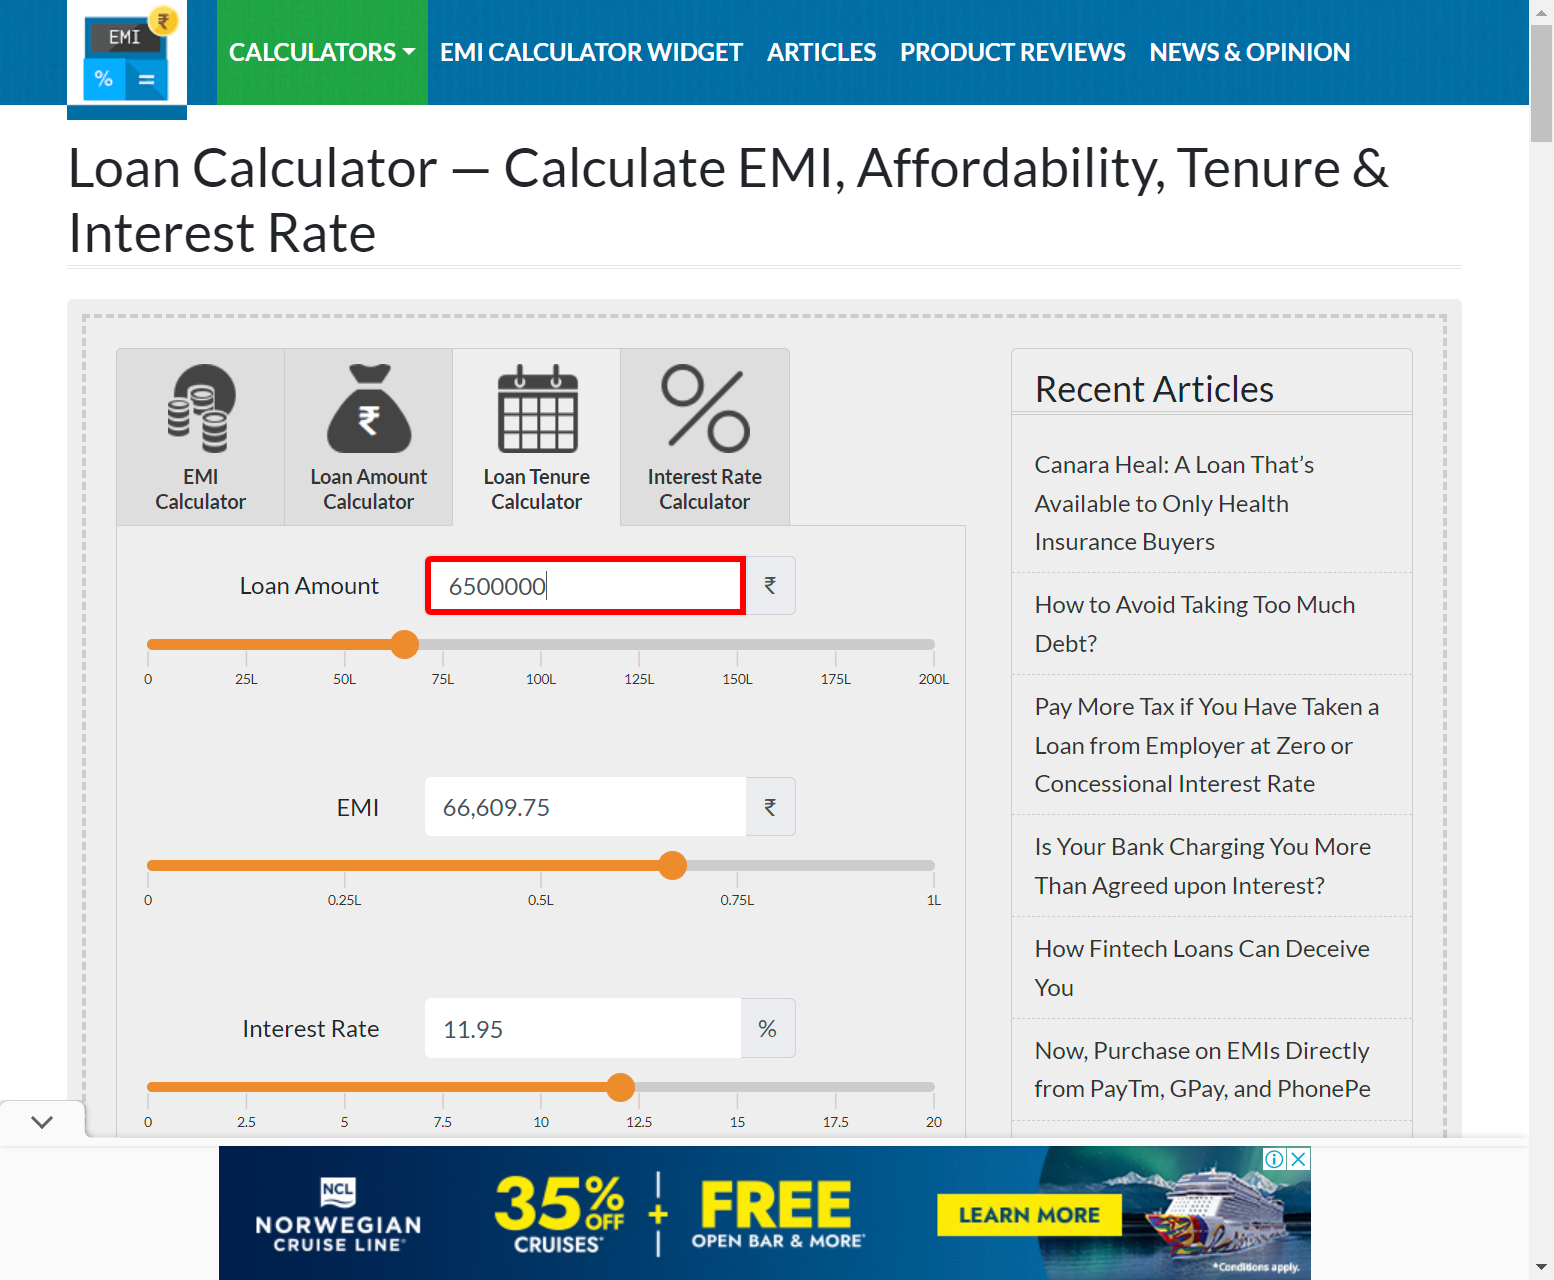 EMI
₹
%
=
CALCULATORS
EMI CALCULATOR WIDGET
ARTICLES
PRODUCT REVIEWS
NEWS & OPINION
Loan Calculator — Calculate EMI, Affordability, Tenure &
Interest Rate
EMI
Calculator
₹
Loan Amount
Calculator
Loan Tenure
Calculator
Interest Rate
Calculator
Loan Amount
6500000
₹
0 25L 50L 75L 100L 125L 150L 175L 200L
EMI
66,609.75
₹
0 0.25L 0.5L 0.75L 1L
Interest Rate
11.95
%
0 2.5 5 7.5 10 12.5 15 17.5 20
Recent Articles
Canara Heal: A Loan That’s
Available to Only Health
Insurance Buyers
How to Avoid Taking Too Much
Debt?
Pay More Tax if You Have Taken a
Loan from Employer at Zero or
Concessional Interest Rate
Is Your Bank Charging You More
Than Agreed upon Interest?
How Fintech Loans Can Deceive
You
Now, Purchase on EMIs Directly
from PayTm, GPay, and PhonePe
NCL
NORWEGIAN
CRUISE LINE®
35% OFF
CRUISES*
+
FREE
OPEN BAR & MORE*
LEARN MORE
*Conditions apply.